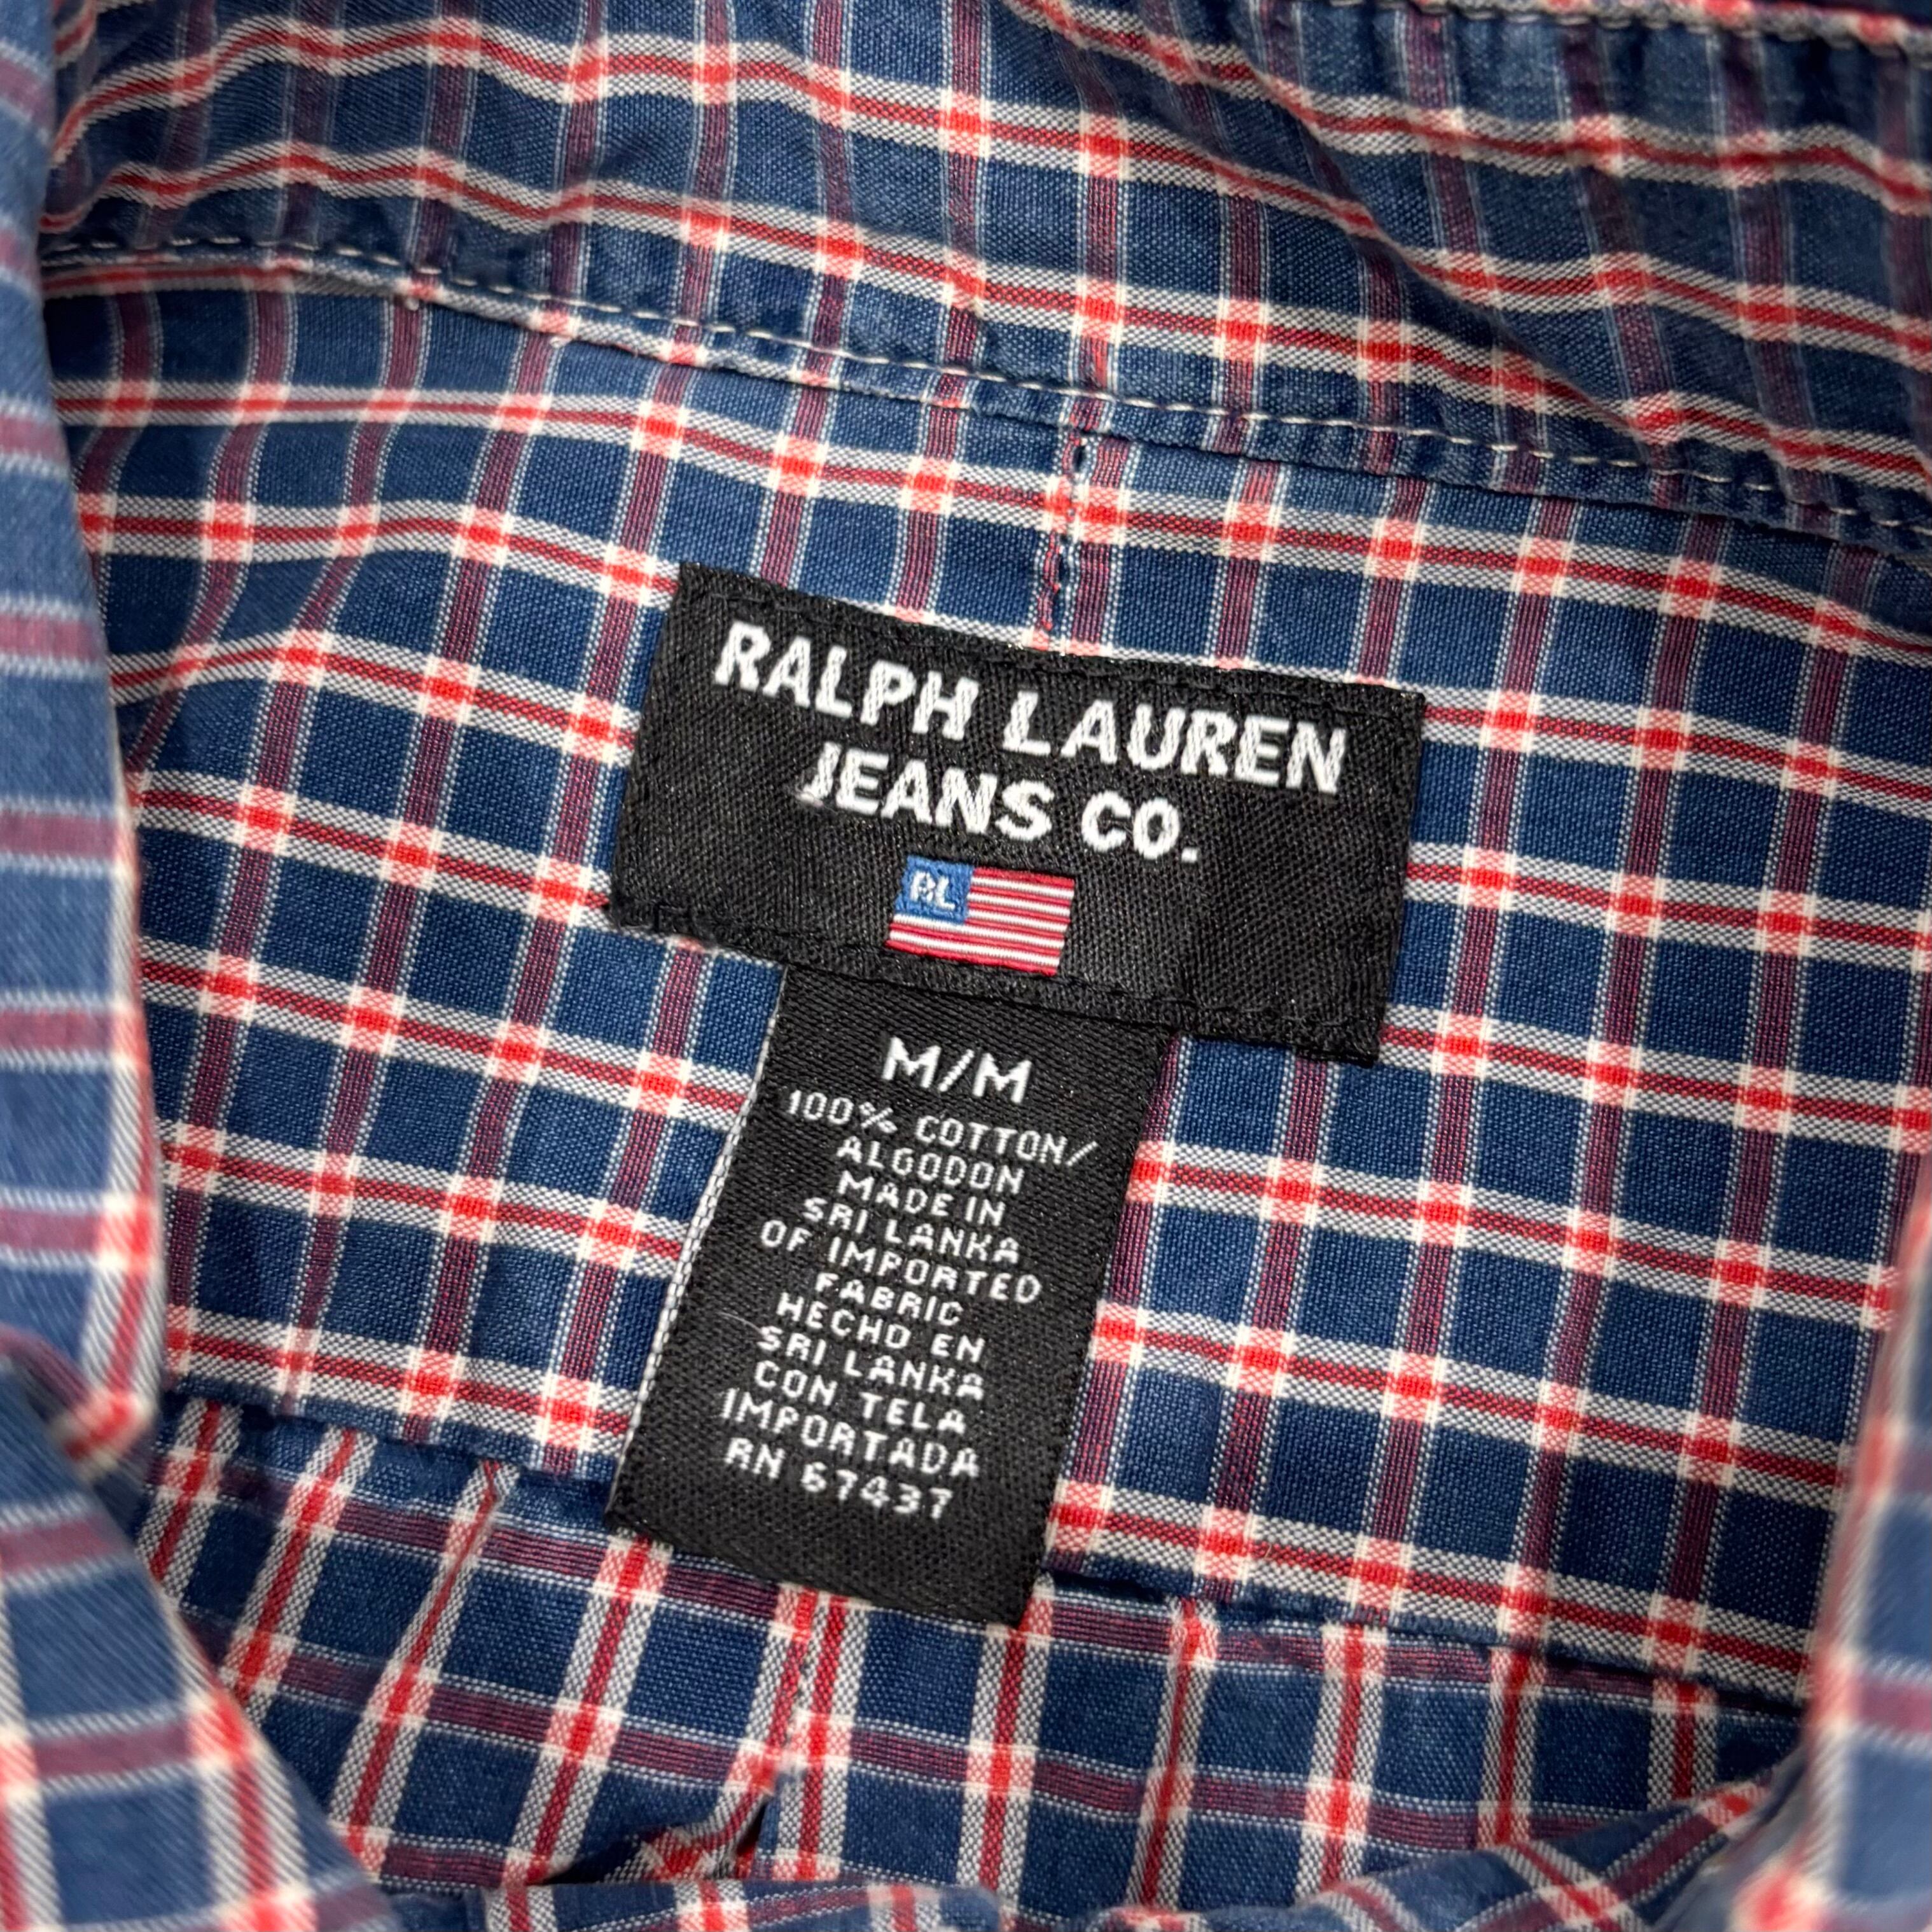 RALPH LAUREN
JEANS CO.
RL
M/M
100% COTTON/
ALGODON
MADE IN
SRI LANKA
OF IMPORTED
FABRIC
HECHO EN
SRI LANKA
CON TELA
IMPORTADA
RN 67437